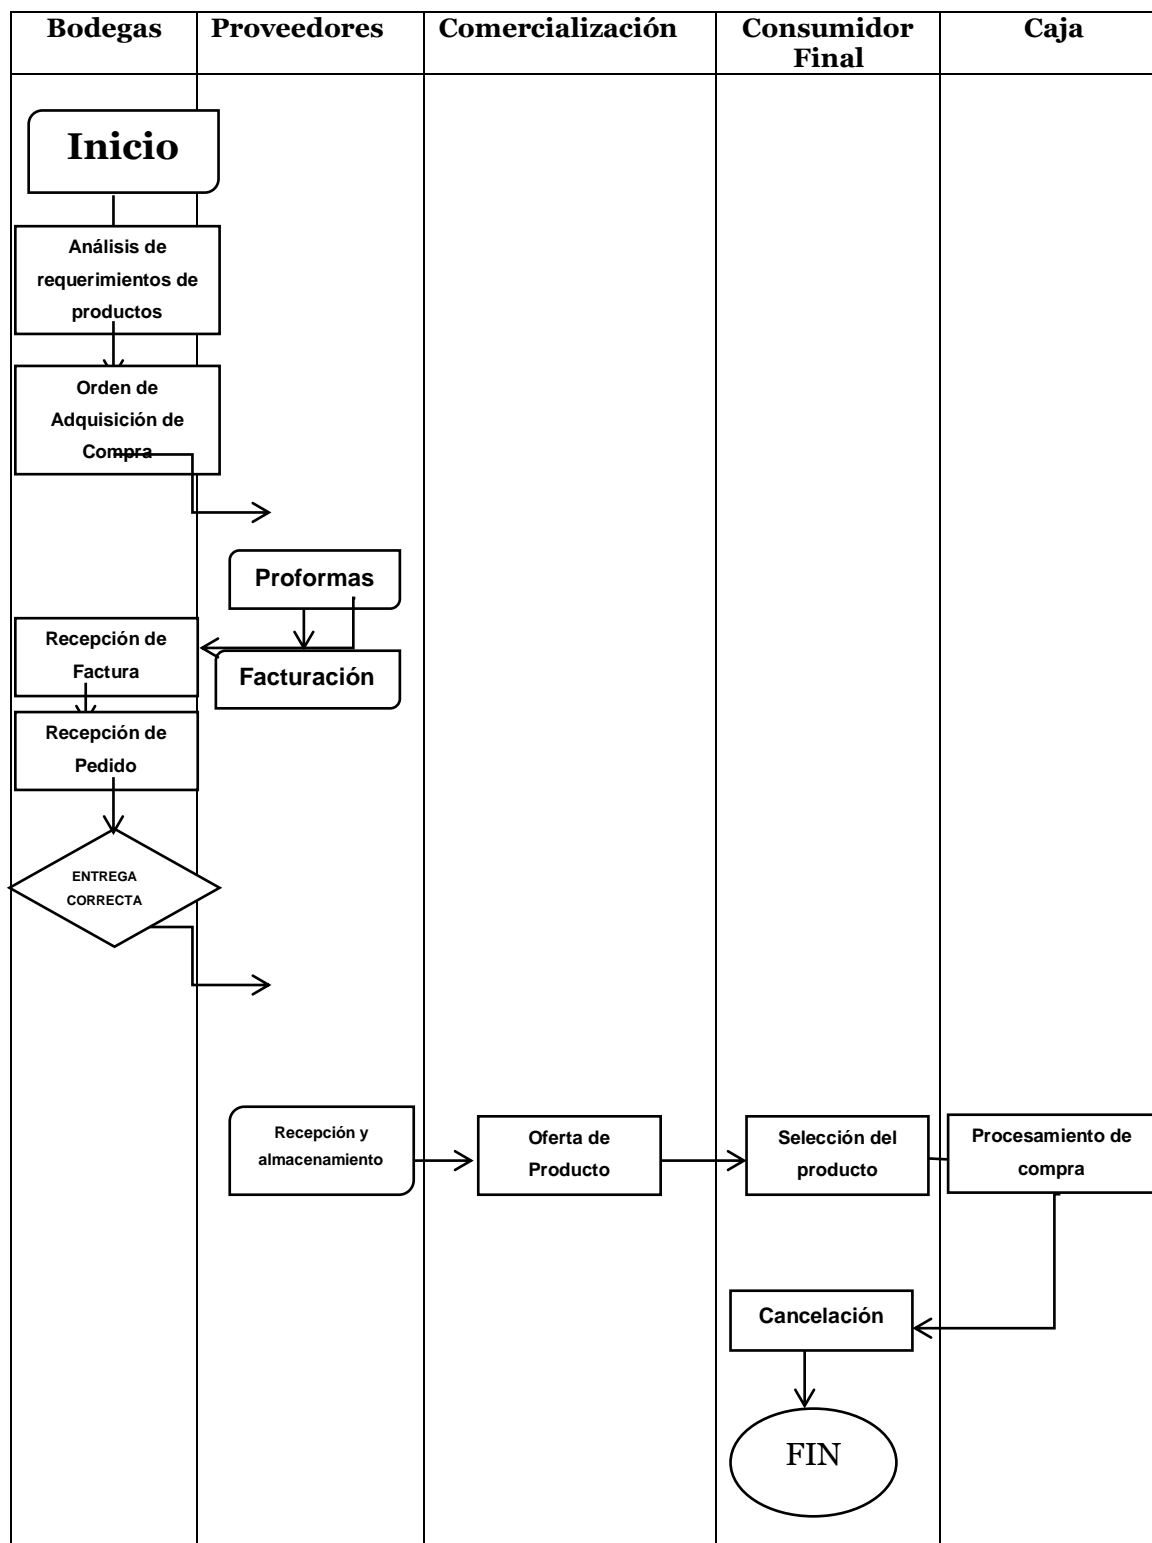 Bodegas
Proveedores
Comercialización
Consumidor
Final
Caja
Inicio
Análisis de
requerimientos de
productos
Orden de
Adquisición de
Compra
Proformas
Recepción de
Factura
Facturación
Recepción de
Pedido
ENTREGA
CORRECTA
Recepción y
almacenamiento
Oferta de
Producto
Selección del
producto
Procesamiento de
compra
Cancelación
FIN